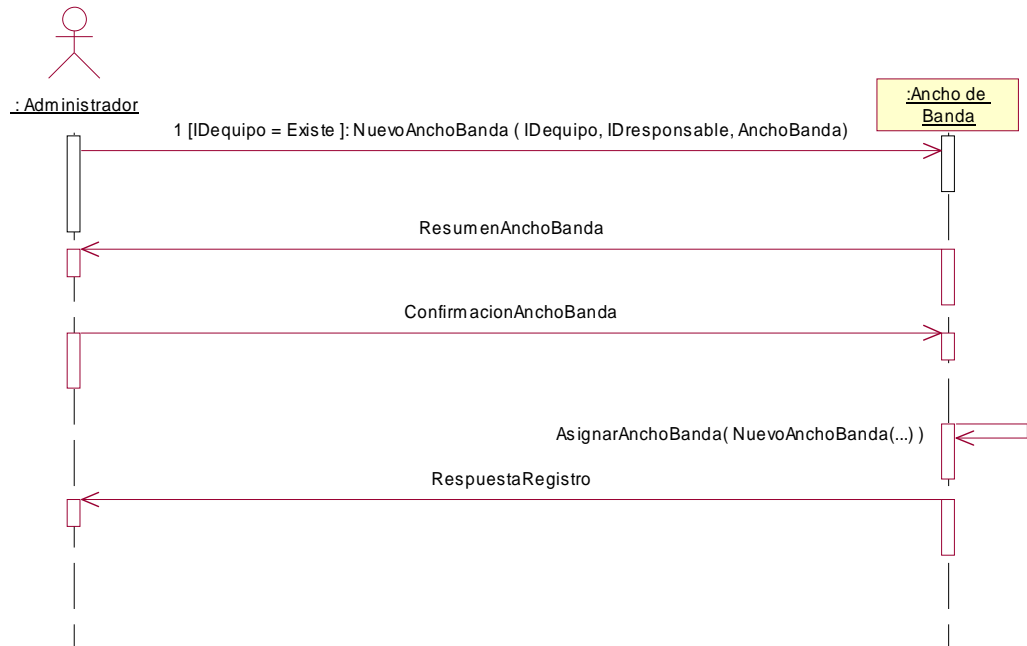 : Administrador
:Ancho de
Banda
1 [IDequipo = Existe ]: NuevoAnchoBanda ( IDequipo, IDresponsable, AnchoBanda)
ResumenAnchoBanda
ConfirmacionAnchoBanda
AsignarAnchoBanda( NuevoAnchoBanda(...) )
RespuestaRegistro